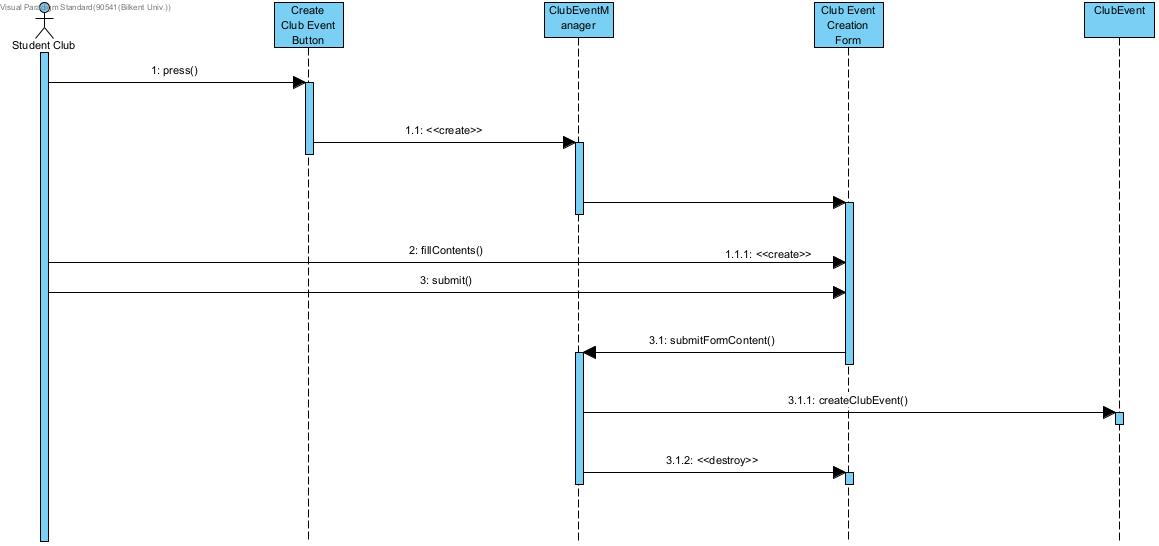 Visual Paradigm Standard(90541(Bilkent Univ.))
Student Club
Create
Club Event
Button
ClubEventM
anager
Club Event
Creation
Form
ClubEvent
1: press()
1.1: <<create>>
2: fillContents()
1.1.1: <<create>>
3: submit()
3.1: submitFormContent()
3.1.1: createClubEvent()
3.1.2: <<destroy>>